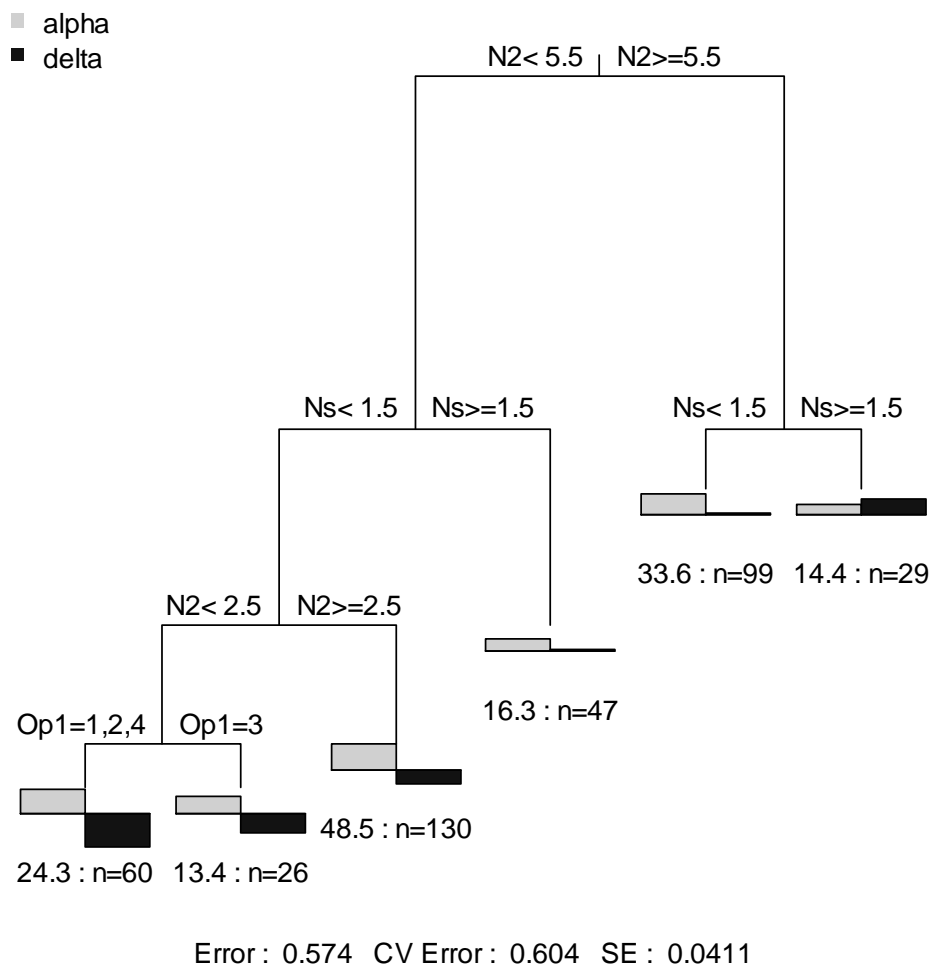 alpha
delta
N2< 5.5 N2>=5.5
Ns< 1.5 Ns>=1.5 Ns< 1.5 Ns>=1.5
33.6 : n=99 14.4 : n=29
N2< 2.5 N2>=2.5
16.3 : n=47
Op1=1,2,4 Op1=3
48.5 : n=130
24.3 : n=60 13.4 : n=26
Error : 0.574 CV Error : 0.604 SE : 0.0411